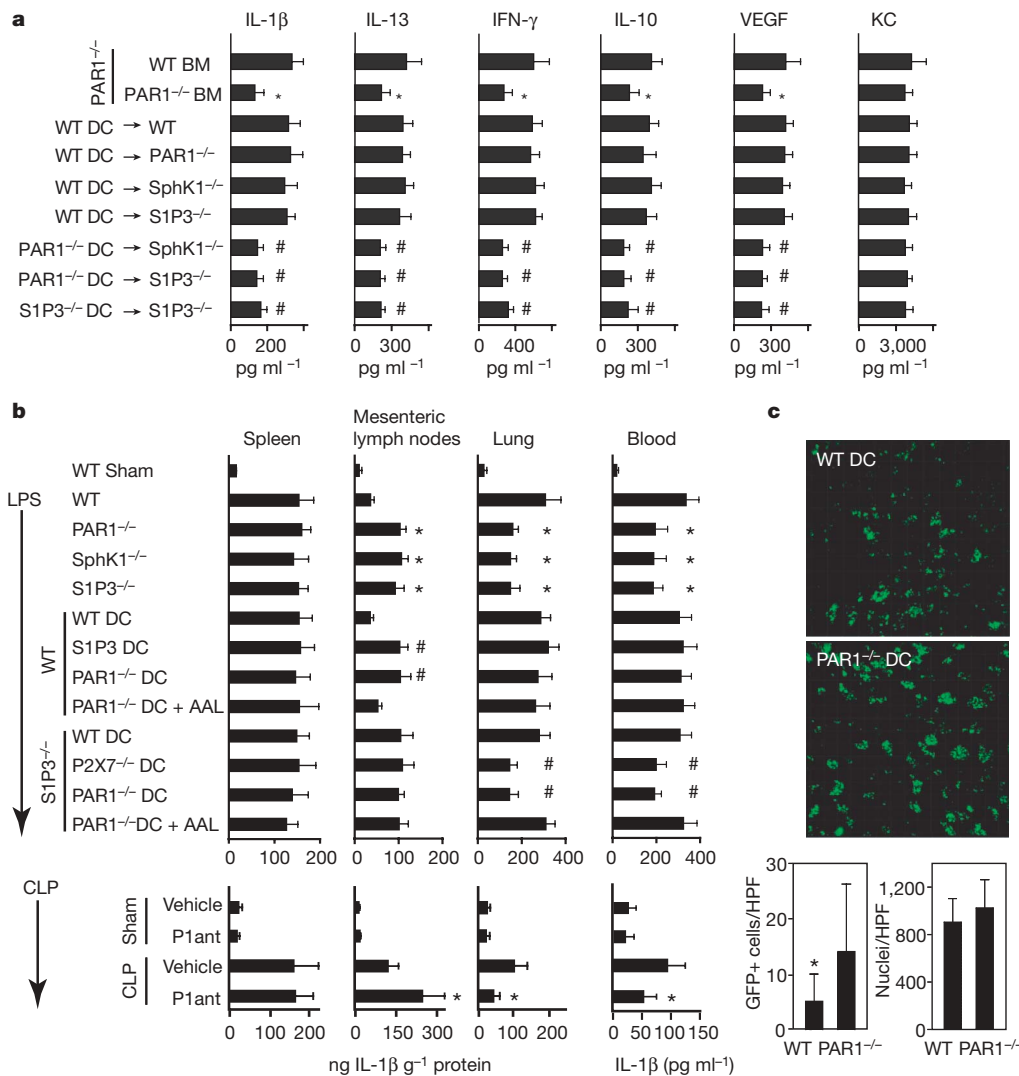 a
IL-1β IL-13 IFN-γ IL-10 VEGF KC
PAR1–/–
WT BM
PAR1–/– BM * * * * *
WT DC → WT
WT DC → PAR1–/–
WT DC → SphK1–/–
WT DC → S1P3–/–
PAR1–/– DC → SphK1–/– # # # # #
PAR1–/– DC → S1P3–/– # # # # #
S1P3–/– DC → S1P3–/– # # # # #
0 200 0 300 0 400 0 300 0 300 0 3,000
pg ml –1 pg ml –1 pg ml –1 pg ml –1 pg ml –1 pg ml –1
b
Spleen Mesenteric lymph nodes Lung Blood
LPS
WT Sham
WT
PAR1–/– * * *
SphK1–/– * * *
S1P3–/– * * *
WT
WT DC
S1P3 DC #
PAR1–/– DC #
PAR1–/– DC + AAL
S1P3–/–
WT DC
P2X7–/– DC # #
PAR1–/– DC # #
PAR1–/–DC + AAL
0 100 200 0 100 200 0 200 400 0 200 400
CLP
Sham
Vehicle
P1ant
CLP
Vehicle
P1ant * * *
0 150 300 0 150 300 0 100 200 0 50 100 150
ng IL-1β g–1 protein IL-1β (pg ml–1)
c
WT DC
PAR1–/– DC
GFP+ cells/HPF
30
20
10
0
*
WT PAR1–/–
Nuclei/HPF
1,200
800
400
0
WT PAR1–/–